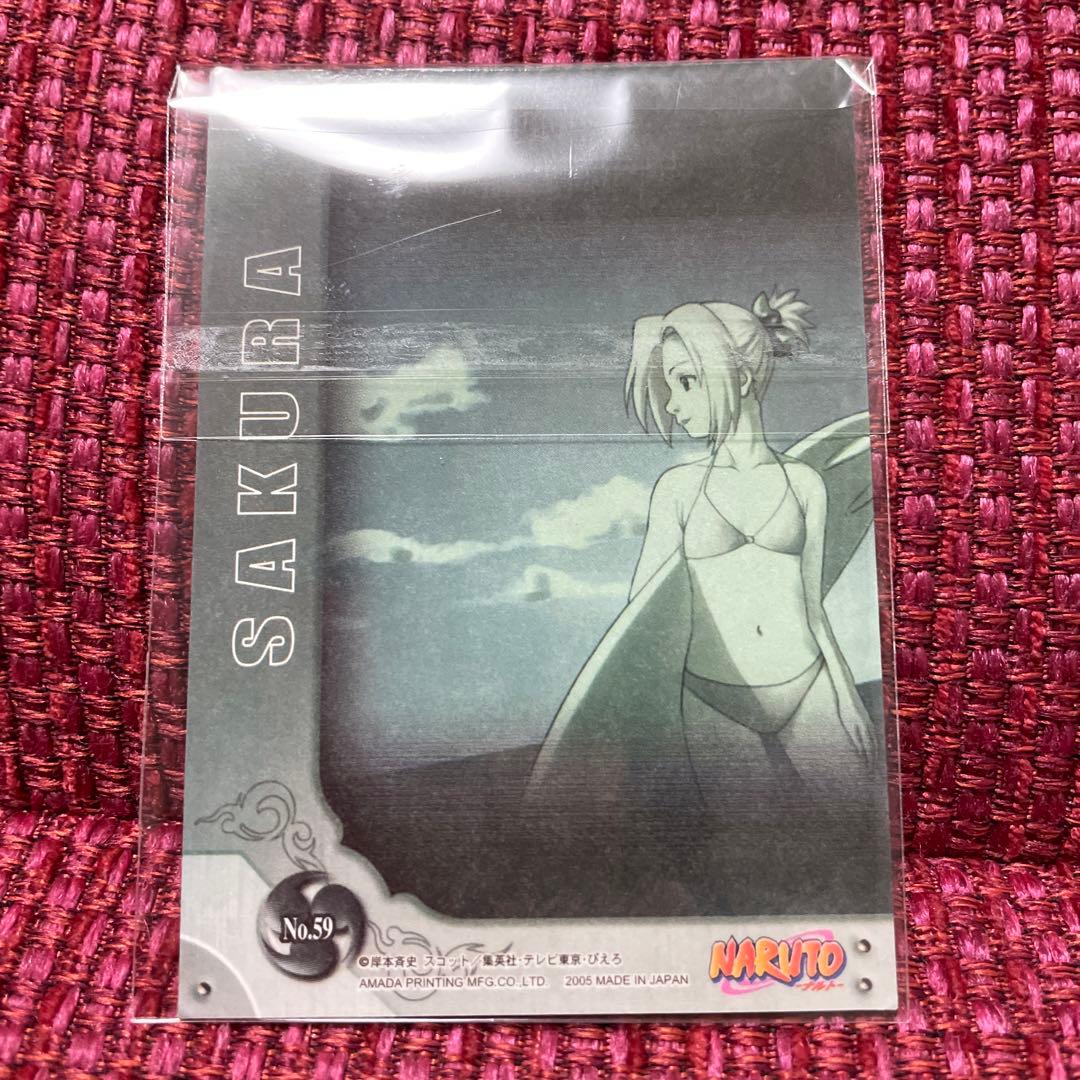 SAKURA
No.59
©岸本斉史 スコット／集英社・テレビ東京・ぴえろ
AMADA PRINTING MFG.CO.,LTD. 2005 MADE IN JAPAN
NARUTO
-ナルト-